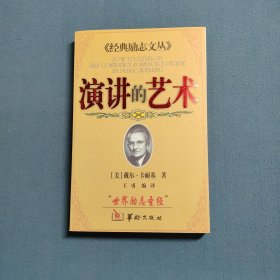 《经典励志文丛》
HOW TO DEVELOP
SELF-CONFIDENCE & INFLUENCE PEOPLE
BY PUBLIC SPEAKING
演讲的艺术
[美]戴尔·卡耐基 著
王勇 编译
“世界励志圣经”
华龄出版社